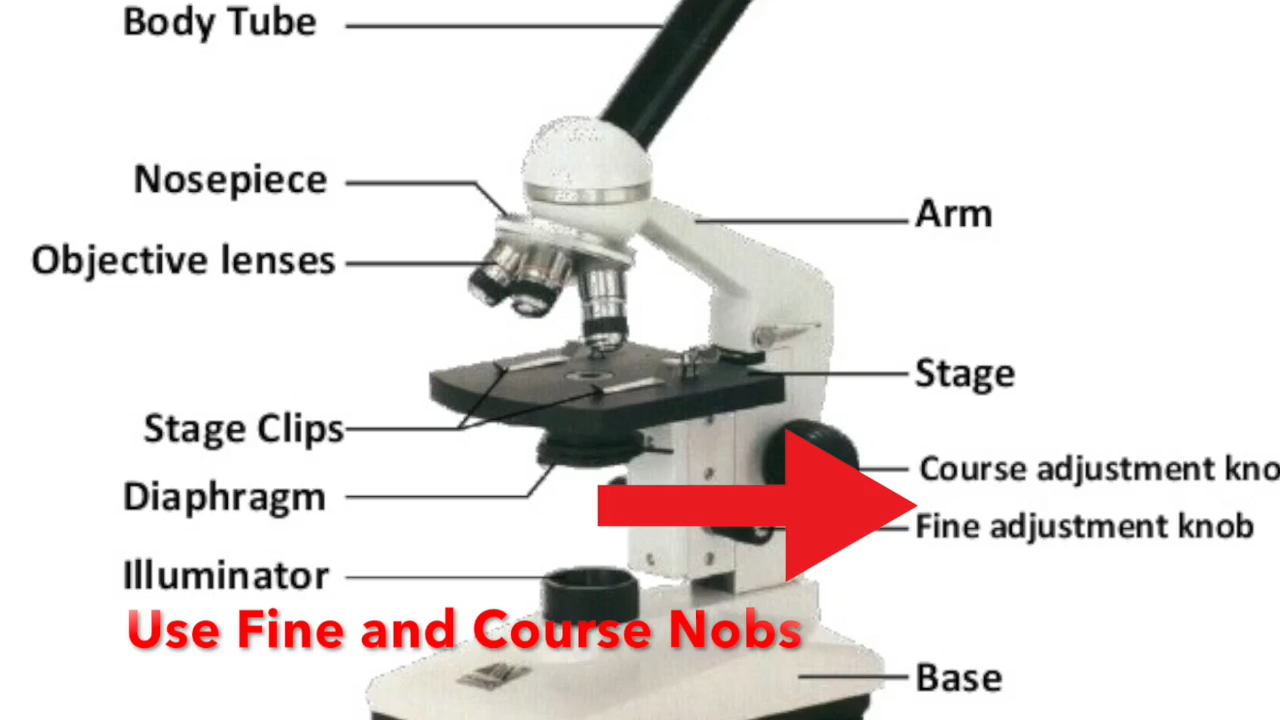 Body Tube
Nosepiece
Arm
Objective lenses
Stage
Stage Clips
Course adjustment kno
Diaphragm
Fine adjustment knob
Illuminator
Use Fine and Course Nobs
Base